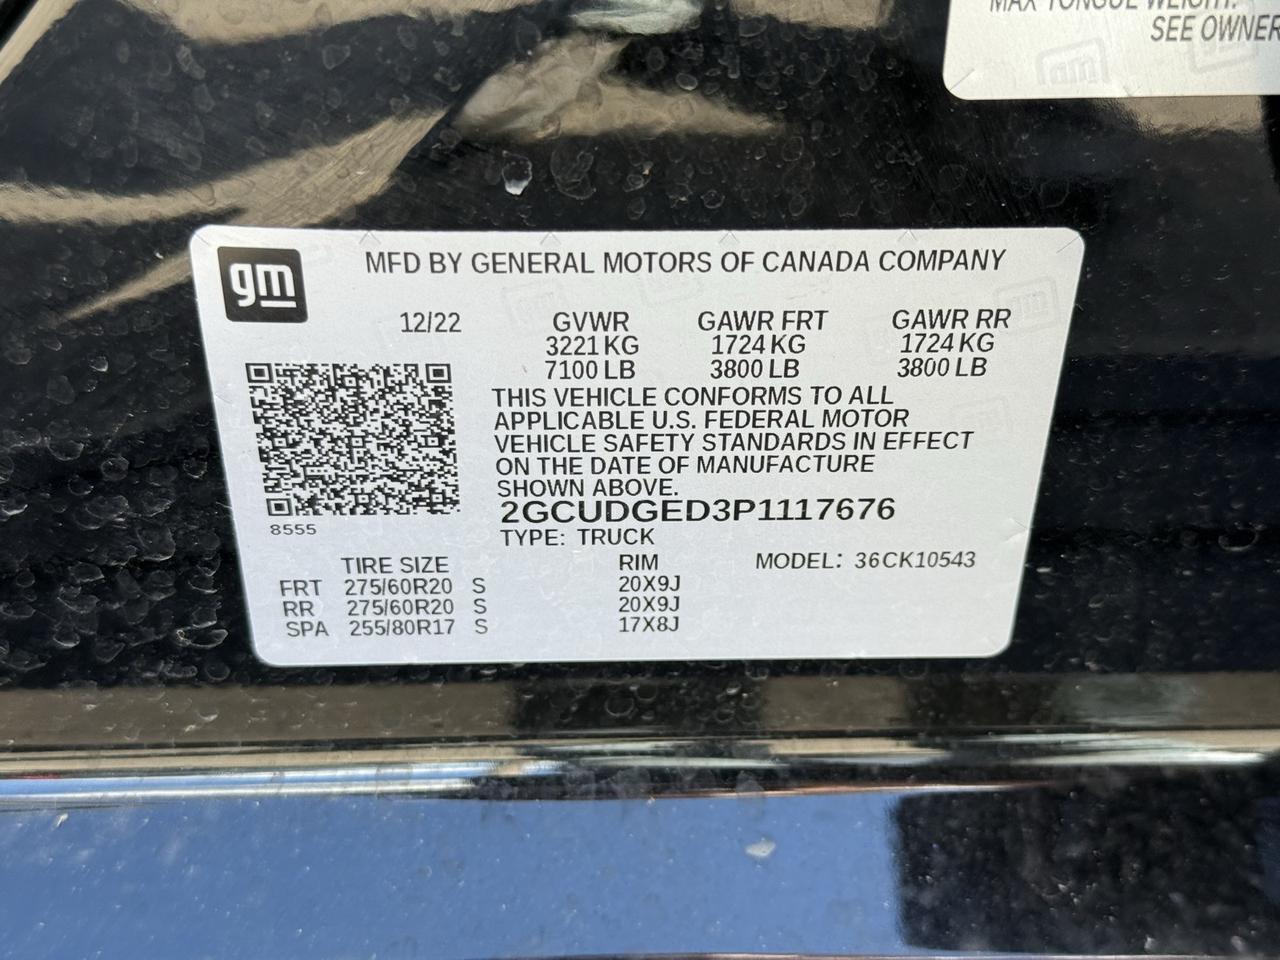 MAX TONGUE WEIGHT:
SEE OWNER
gm
MFD BY GENERAL MOTORS OF CANADA COMPANY
12/22 GVWR GAWR FRT GAWR RR
3221 KG 1724 KG 1724 KG
7100 LB 3800 LB 3800 LB
THIS VEHICLE CONFORMS TO ALL
APPLICABLE U.S. FEDERAL MOTOR
VEHICLE SAFETY STANDARDS IN EFFECT
ON THE DATE OF MANUFACTURE
SHOWN ABOVE.
2GCUDGED3P1117676
8555
TYPE: TRUCK
TIRE SIZE RIM MODEL: 36CK10543
FRT 275/60R20 S 20X9J
RR 275/60R20 S 20X9J
SPA 255/80R17 S 17X8J